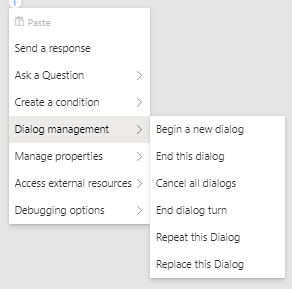 Paste
Send a response
Ask a Question
Create a condition
Dialog management
Manage properties
Access external resources
Debugging options
Begin a new dialog
End this dialog
Cancel all dialogs
End dialog turn
Repeat this Dialog
Replace this Dialog